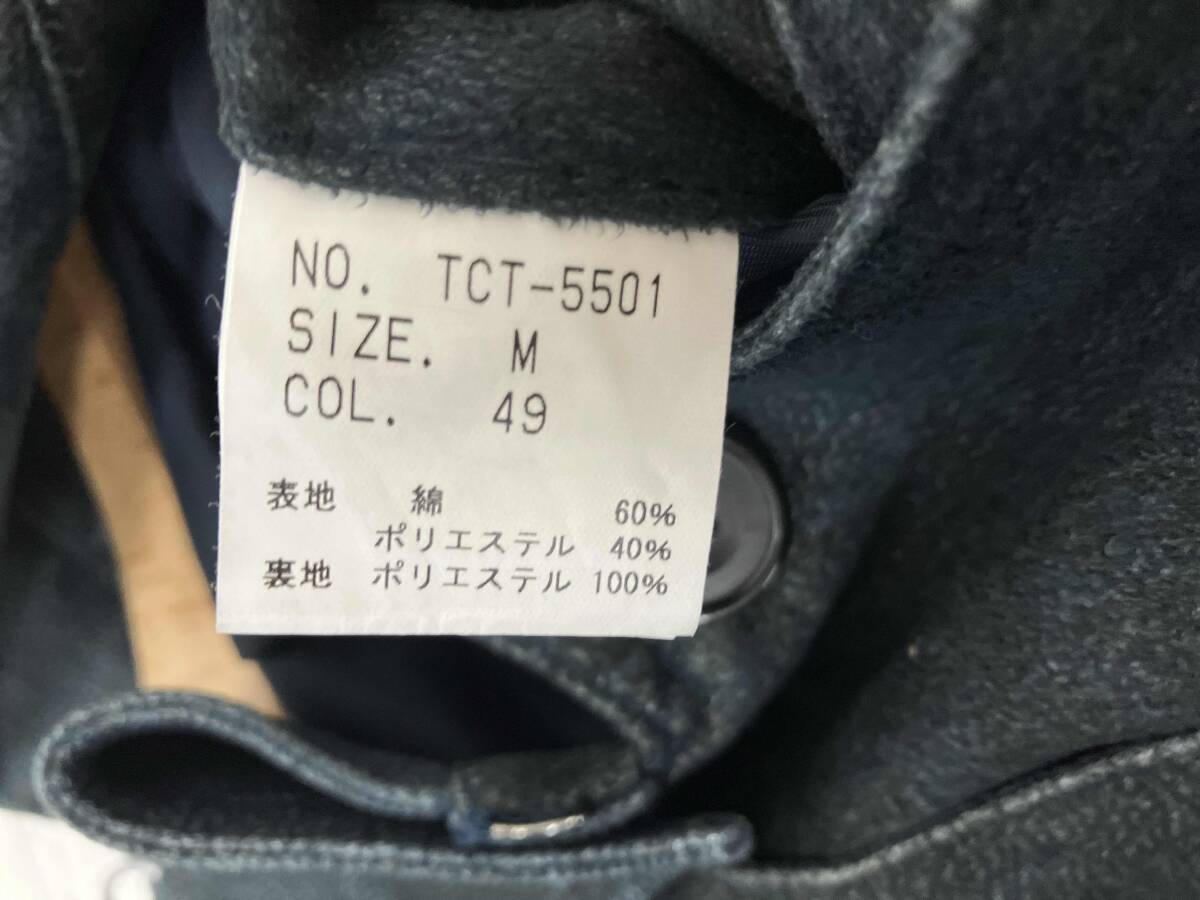 NO. TCT-5501
SIZE. M
COL. 49
表地 綿 60%
ポリエステル 40%
裏地 ポリエステル 100%